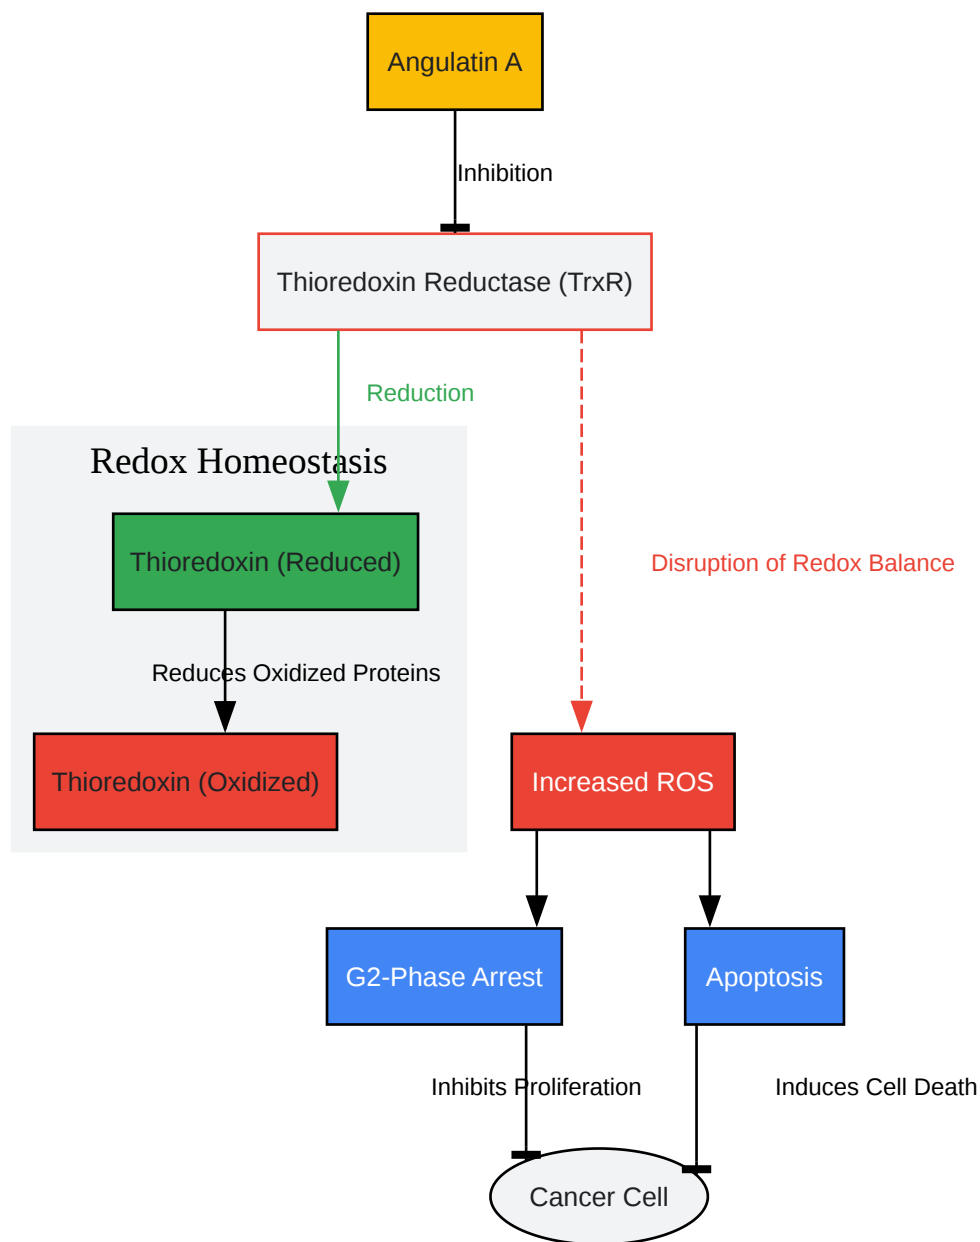 Angulatin A
Inhibition
Thioredoxin Reductase (TrxR)
Reduction
Redox Homeostasis
Thioredoxin (Reduced)
Disruption of Redox Balance
Reduces Oxidized Proteins
Thioredoxin (Oxidized)
Increased ROS
G2-Phase Arrest
Apoptosis
Inhibits Proliferation
Induces Cell Death
Cancer Cell